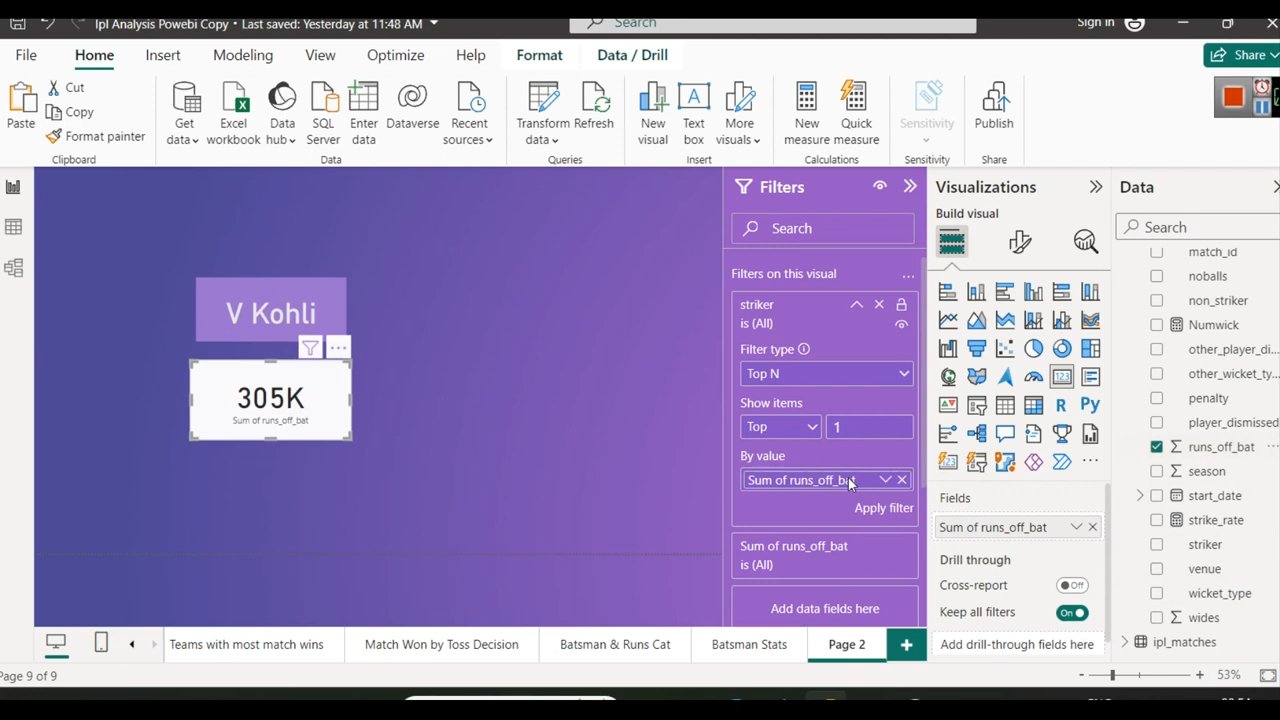 Ipl Analysis Powebi Copy • Last saved: Yesterday at 11:48 AM
Search
Sign in
File Home Insert Modeling View Optimize Help Format Data / Drill
Share
Paste
Cut
Copy
Format painter
Clipboard
Get data
Excel workbook
Data hub
SQL Server
Enter data
Dataverse
Recent sources
Data
Transform data
Refresh
Queries
New visual
Text box
More visuals
Insert
New measure
Quick measure
Calculations
Sensitivity
Sensitivity
Publish
Share
V Kohli
305K
Sum of runs_off_bat
Filters
Search
Filters on this visual
striker
is (All)
Filter type
Top N
Show items
Top
1
By value
Sum of runs_off_bat
Apply filter
Sum of runs_off_bat
is (All)
Add data fields here
Visualizations
Build visual
123
R
Py
Fields
Sum of runs_off_bat
Drill through
Cross-report
Off
Keep all filters
On
Add drill-through fields here
Data
Search
match_id
noballs
non_striker
Numwick
other_player_di...
other_wicket_ty...
penalty
player_dismissed
runs_off_bat
season
start_date
strike_rate
striker
venue
wicket_type
wides
ipl_matches
Teams with most match wins
Match Won by Toss Decision
Batsman & Runs Cat
Batsman Stats
Page 2
Page 9 of 9
53%